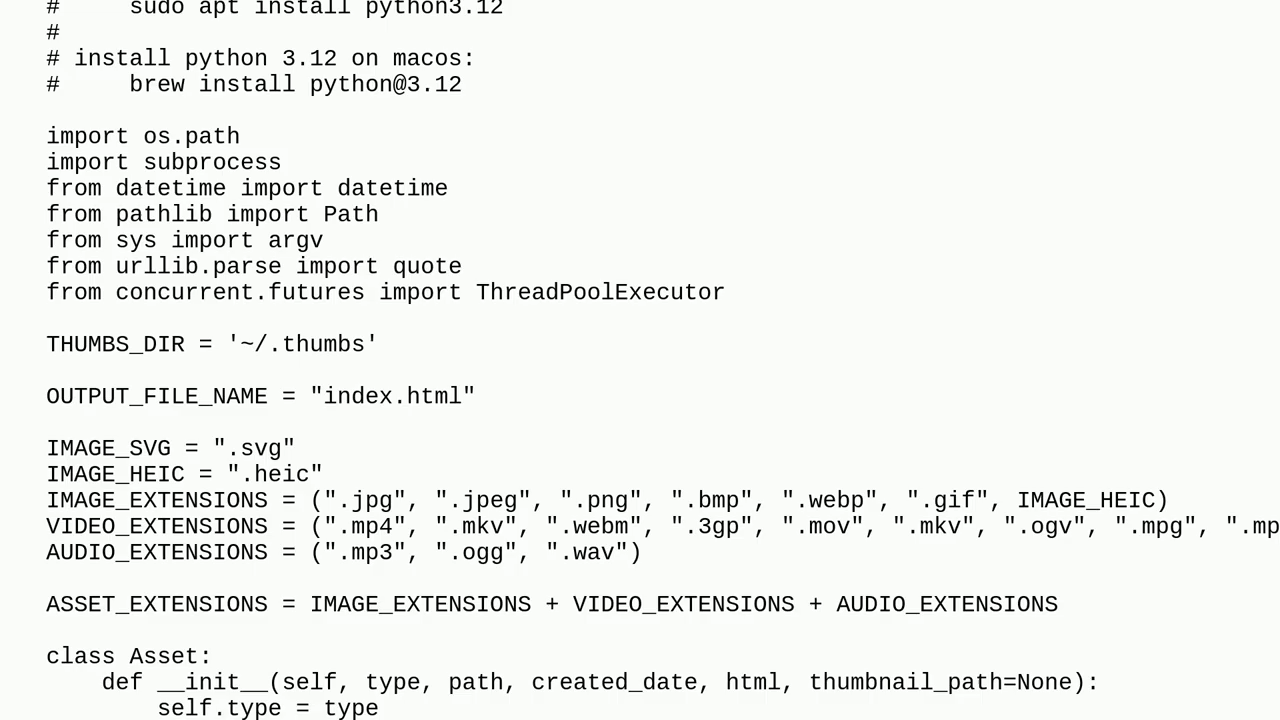 #     sudo apt install python3.12
#
# install python 3.12 on macos:
#     brew install python@3.12

import os.path
import subprocess
from datetime import datetime
from pathlib import Path
from sys import argv
from urllib.parse import quote
from concurrent.futures import ThreadPoolExecutor

THUMBS_DIR = '~/.thumbs'

OUTPUT_FILE_NAME = "index.html"

IMAGE_SVG = ".svg"
IMAGE_HEIC = ".heic"
IMAGE_EXTENSIONS = (".jpg", ".jpeg", ".png", ".bmp", ".webp", ".gif", IMAGE_HEIC)
VIDEO_EXTENSIONS = (".mp4", ".mkv", ".webm", ".3gp", ".mov", ".mkv", ".ogv", ".mpg", ".mp
AUDIO_EXTENSIONS = (".mp3", ".ogg", ".wav")

ASSET_EXTENSIONS = IMAGE_EXTENSIONS + VIDEO_EXTENSIONS + AUDIO_EXTENSIONS

class Asset:
    def __init__(self, type, path, created_date, html, thumbnail_path=None):
        self.type = type